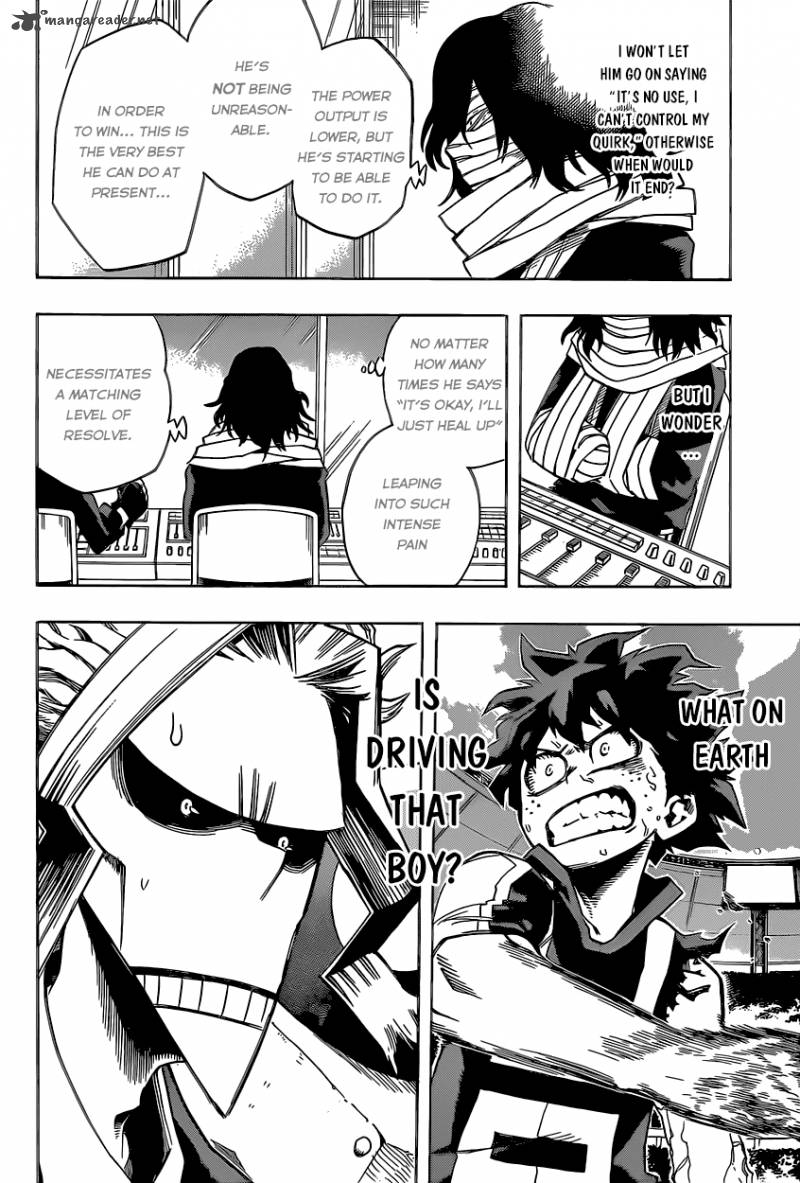 mangareader.net
I WON'T LET
HIM GO ON SAYING
"IT'S NO USE, I
CAN'T CONTROL MY
QUIRK," OTHERWISE
WHEN WOULD
IT END?
THE POWER
OUTPUT IS
LOWER, BUT
HE'S STARTING
TO BE ABLE
TO DO IT.
HE'S
NOT BEING
UNREASON-
ABLE.
IN ORDER
TO WIN... THIS IS
THE VERY BEST
HE CAN DO AT
PRESENT...
BUT I
WONDER
...
NO MATTER
HOW MANY
TIMES HE SAYS
"IT'S OKAY, I'LL
JUST HEAL UP"
LEAPING
INTO SUCH
INTENSE
PAIN
NECESSITATES
A MATCHING
LEVEL OF
RESOLVE.
WHAT ON
EARTH
IS
DRIVING
THAT
BOY?